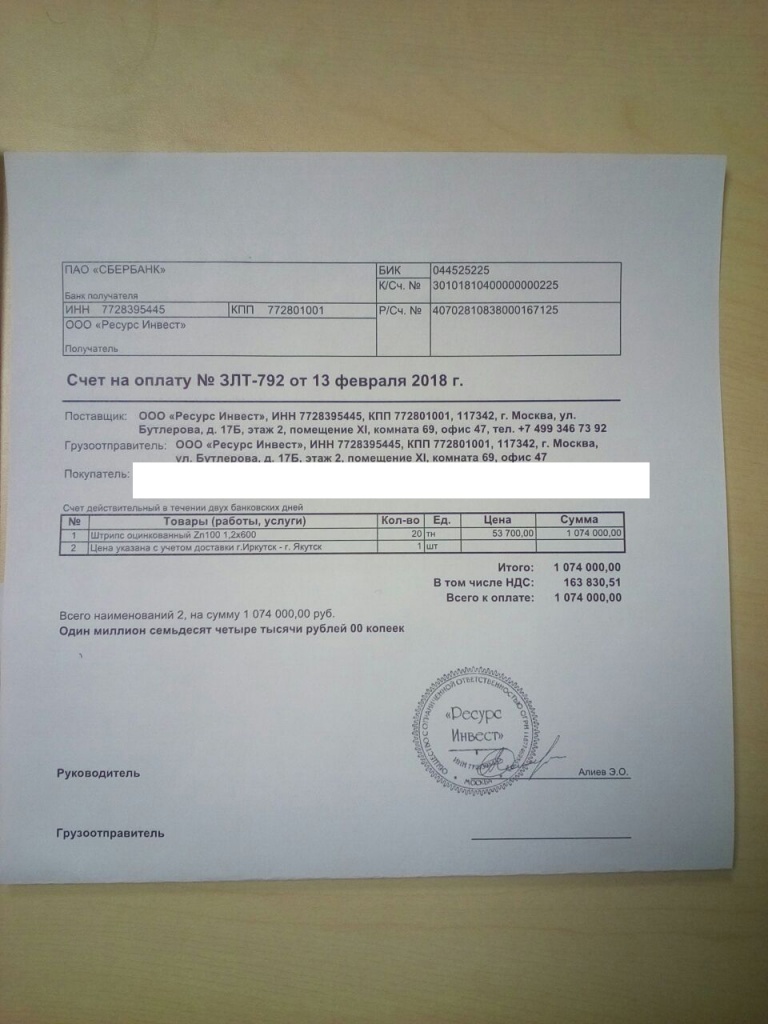 ПАО «СБЕРБАНК»
БИК 044525225
К/Сч. № 30101810400000000225
Банк получателя
ИНН 7728395445 КПП 772801001 Р/Сч. № 40702810838000167125
ООО «Ресурс Инвест»
Получатель
Счет на оплату № ЗЛТ-792 от 13 февраля 2018 г.
Поставщик: ООО «Ресурс Инвест», ИНН 7728395445, КПП 772801001, 117342, г. Москва, ул.
Бутлерова, д. 17Б, этаж 2, помещение XI, комната 69, офис 47, тел. +7 499 346 73 92
Грузоотправитель: ООО «Ресурс Инвест», ИНН 7728395445, КПП 772801001, 117342, г. Москва,
ул. Бутлерова, д. 17Б, этаж 2, помещение XI, комната 69, офис 47
Покупатель:
Счет действительный в течении двух банковских дней
№ Товары (работы, услуги) Кол-во Ед. Цена Сумма
1 Штрипс оцинкованный Zn100 1,2х600 20 тн 53 700,00 1 074 000,00
2 Цена указана с учетом доставки г.Иркутск - г. Якутск 1 шт
Итого: 1 074 000,00
В том числе НДС: 163 830,51
Всего к оплате: 1 074 000,00
Всего наименований 2, на сумму 1 074 000,00 руб.
Один миллион семьдесят четыре тысячи рублей 00 копеек
ОБЩЕСТВО С ОГРАНИЧЕННОЙ ОТВЕТСТВЕННОСТЬЮ ОГРН
«Ресурс
Инвест»
ИНН
МОСКВА
Руководитель Алиев Э.О.
Грузоотправитель